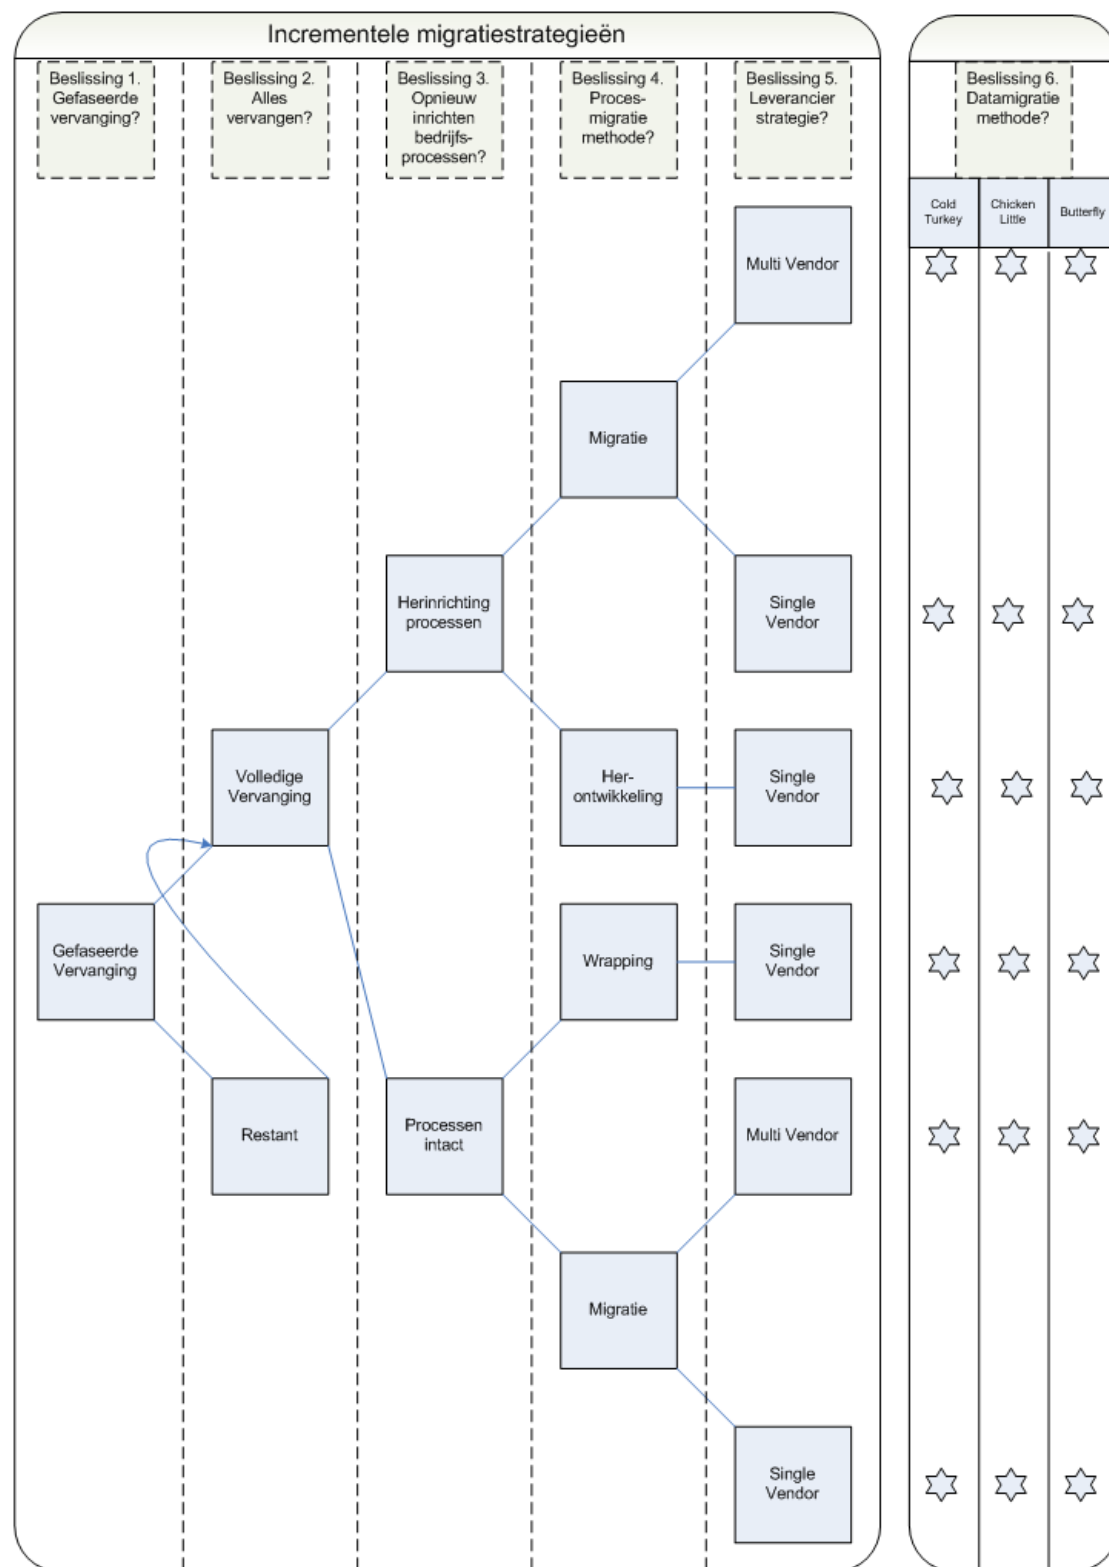 Incrementele migratiestrategieën
Beslissing 1.
Gefaseerde
vervanging?
Beslissing 2.
Alles
vervangen?
Beslissing 3.
Opnieuw
inrichten
bedrijfs-
processen?
Beslissing 4.
Proces-
migratie
methode?
Beslissing 5.
Leverancier
strategie?
Beslissing 6.
Datamigratie
methode?
Cold
Turkey
Chicken
Little
Butterfly
Multi Vendor
Migratie
Herinrichting
processen
Single
Vendor
Volledige
Vervanging
Her-
ontwikkeling
Single
Vendor
Gefaseerde
Vervanging
Wrapping
Single
Vendor
Restant
Processen
intact
Multi Vendor
Migratie
Single
Vendor